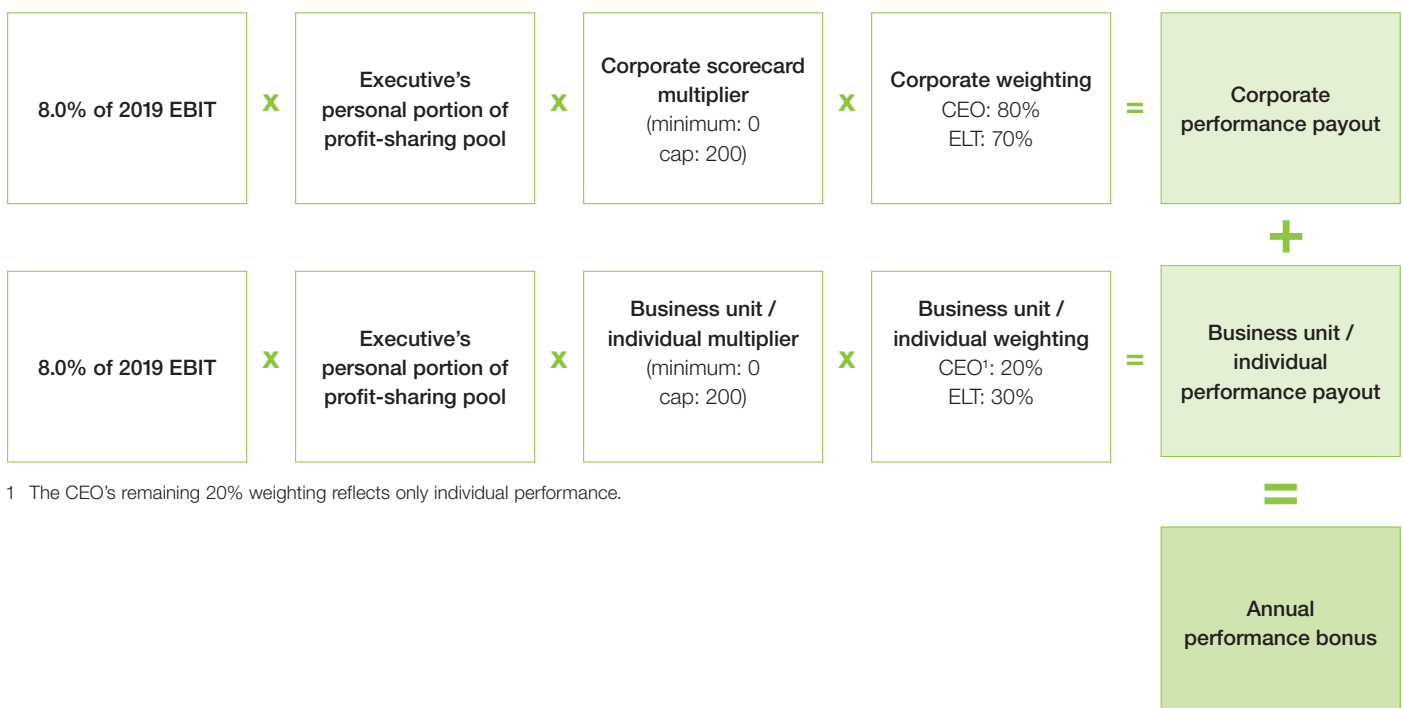 8.0% of 2019 EBIT
x
Executive's
personal portion of
profit-sharing pool
x
Corporate scorecard
multiplier
(minimum: 0
cap: 200)
x
Corporate weighting
CEO: 80%
ELT: 70%
=
Corporate
performance payout
+
8.0% of 2019 EBIT
x
Executive's
personal portion of
profit-sharing pool
x
Business unit /
individual multiplier
(minimum: 0
cap: 200)
x
Business unit /
individual weighting
CEO¹: 20%
ELT: 30%
=
Business unit /
individual
performance payout
1 The CEO's remaining 20% weighting reflects only individual performance.
=
Annual
performance bonus